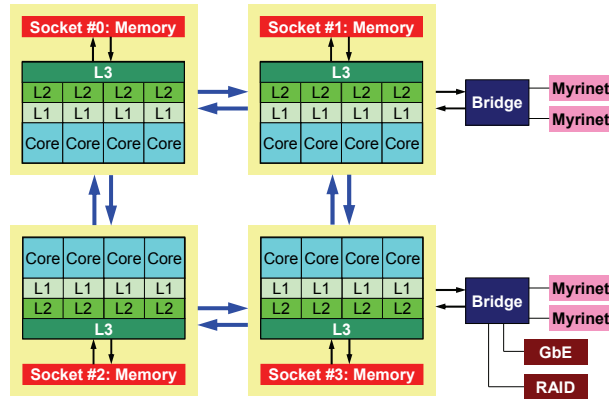 Socket #0: Memory
Socket #1: Memory
L3
L3
L2 L2 L2 L2
L2 L2 L2 L2
L1 L1 L1 L1
L1 L1 L1 L1
Core Core Core Core
Core Core Core Core
Bridge
Myrinet
Myrinet
Core Core Core Core
Core Core Core Core
L1 L1 L1 L1
L1 L1 L1 L1
L2 L2 L2 L2
L2 L2 L2 L2
L3
L3
Socket #2: Memory
Socket #3: Memory
Bridge
Myrinet
Myrinet
GbE
RAID